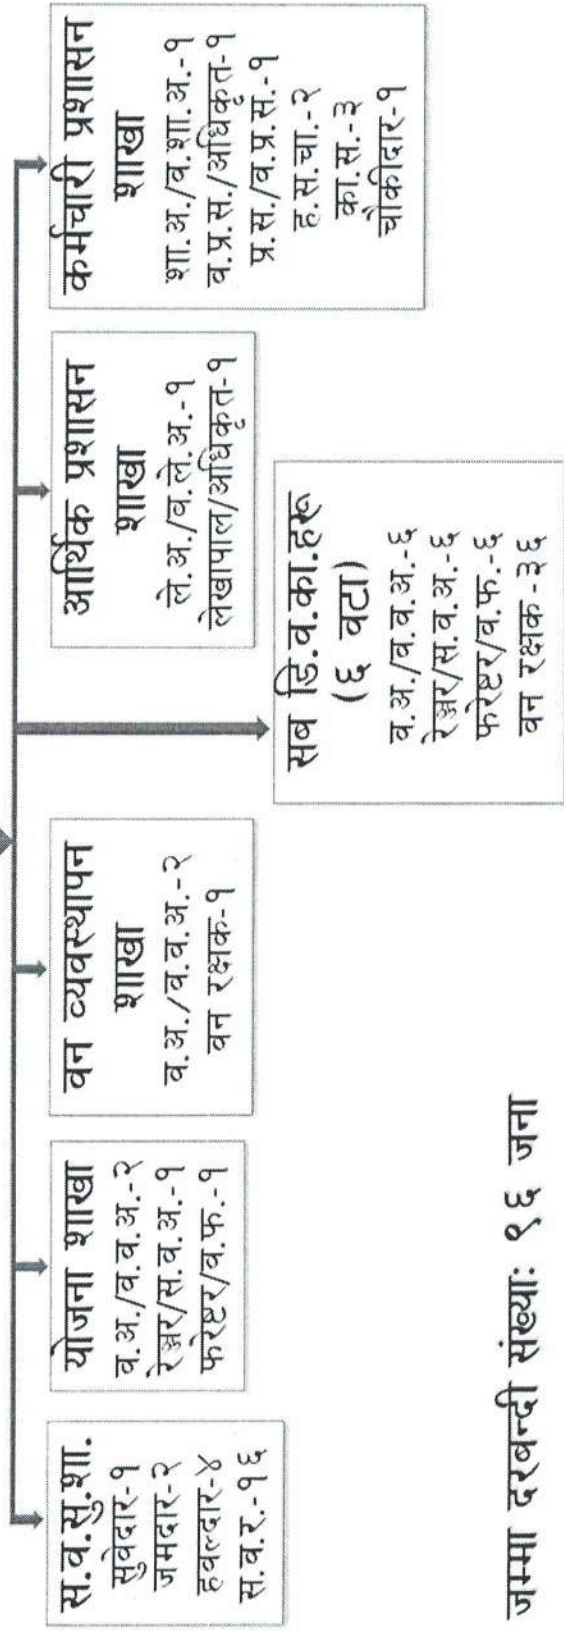 स.व.सु.शा.
सुवेदार-१
जमदार-२
हवल्दार-४
स.व.र.-१६
योजना शाखा
व.अ./व.व.अ.-२
रेञ्जर/स.व.अ.-१
फरेष्टर/व.फ.-१
वन व्यवस्थापन
शाखा
व.अ./व.व.अ.-२
वन रक्षक-१
आर्थिक प्रशासन
शाखा
ले.अ./व.ले.अ.-१
लेखापाल/अधिकृत-१
कर्मचारी प्रशासन
शाखा
शा.अ./व.शा.अ.-१
व.प्र.स./अधिकृत-१
प्र.स./व.प्र.स.-१
ह.स.चा.-२
का.स.-३
चौकीदार-१
सब डि.व.का.हरू
(६ वटा)
व.अ./व.व.अ.-६
रेञ्जर/स.व.अ.-६
फरेष्टर/व.फ.-६
वन रक्षक-३६
जम्मा दरबन्दी संख्या: ९६ जना